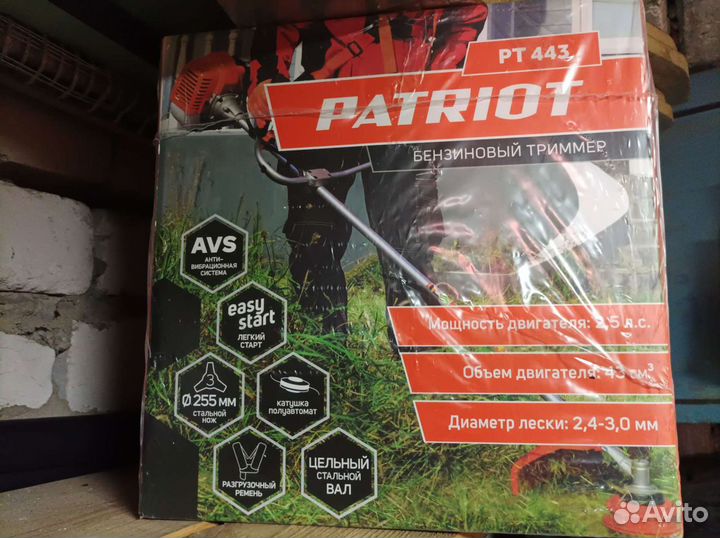 PT 443
PATRIOT
БЕНЗИНОВЫЙ ТРИММЕР
AVS
АНТИ-
ВИБРАЦИОННАЯ
СИСТЕМА
easy
start
ЛЕГКИЙ
СТАРТ
3
Ø 255 ММ
СТАЛЬНОЙ
НОЖ
КАТУШКА
ПОЛУАВТОМАТ
РАЗГРУЗОЧНЫЙ
РЕМЕНЬ
ЦЕЛЬНЫЙ
СТАЛЬНОЙ
ВАЛ
Мощность двигателя: 2,5 л.с.
Объем двигателя: 43 см³
Диаметр лески: 2,4-3,0 мм
Avito